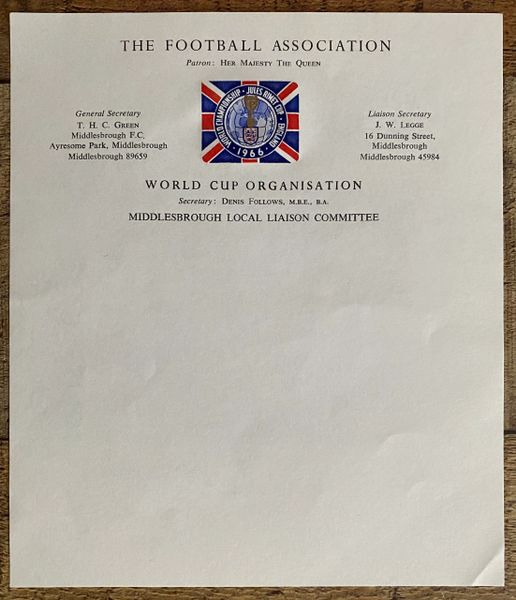 THE FOOTBALL ASSOCIATION
Patron: HER MAJESTY THE QUEEN
WORLD CHAMPIONSHIP · JULES RIMET CUP · ENGLAND
· 1966 ·
General Secretary
T. H. C. GREEN
Middlesbrough F.C,
Ayresome Park, Middlesbrough
Middlesbrough 89659
Liaison Secretary
J. W. LEGGE
16 Dunning Street,
Middlesbrough
Middlesbrough 45984
WORLD CUP ORGANISATION
Secretary: DENIS FOLLOWS, M.B.E., B.A.
MIDDLESBROUGH LOCAL LIAISON COMMITTEE